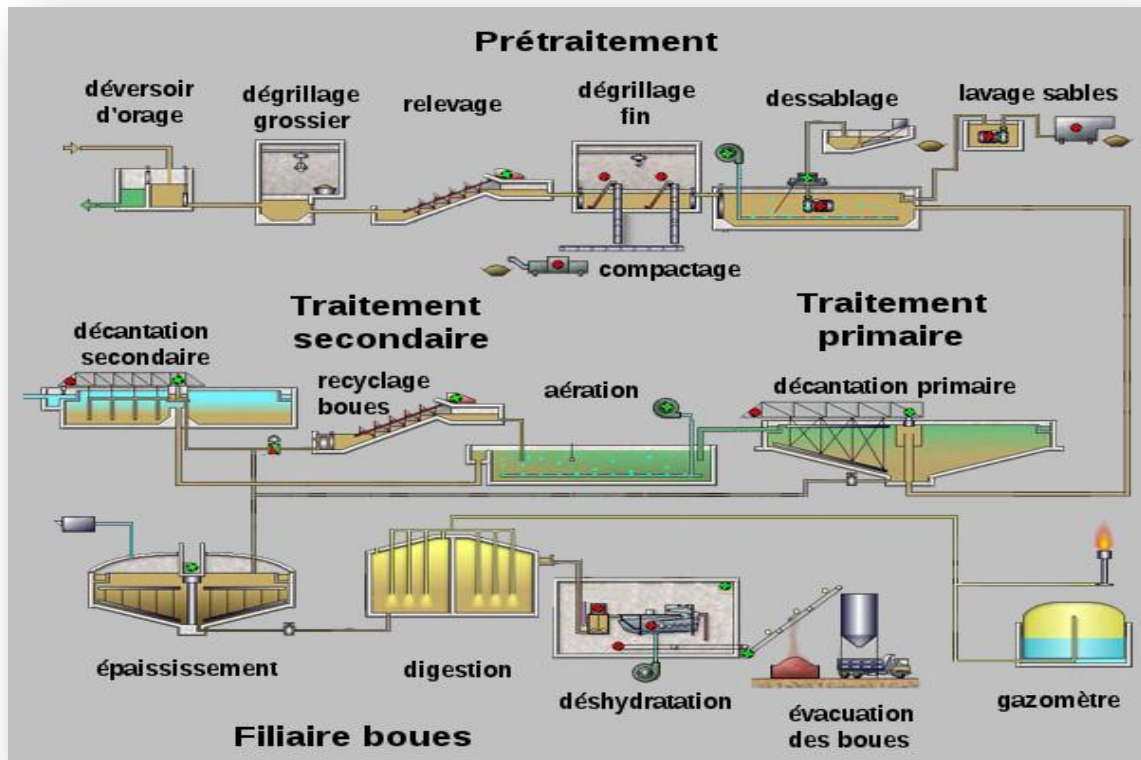 Prétraitement
déversoir
d'orage
dégrillage
grossier
relevage
dégrillage
fin
dessablage
lavage sables
compactage
Traitement
secondaire
Traitement
primaire
décantation
secondaire
recyclage
boues
aération
décantation primaire
épaississement
digestion
déshydratation
évacuation
des boues
gazomètre
Filiaire boues